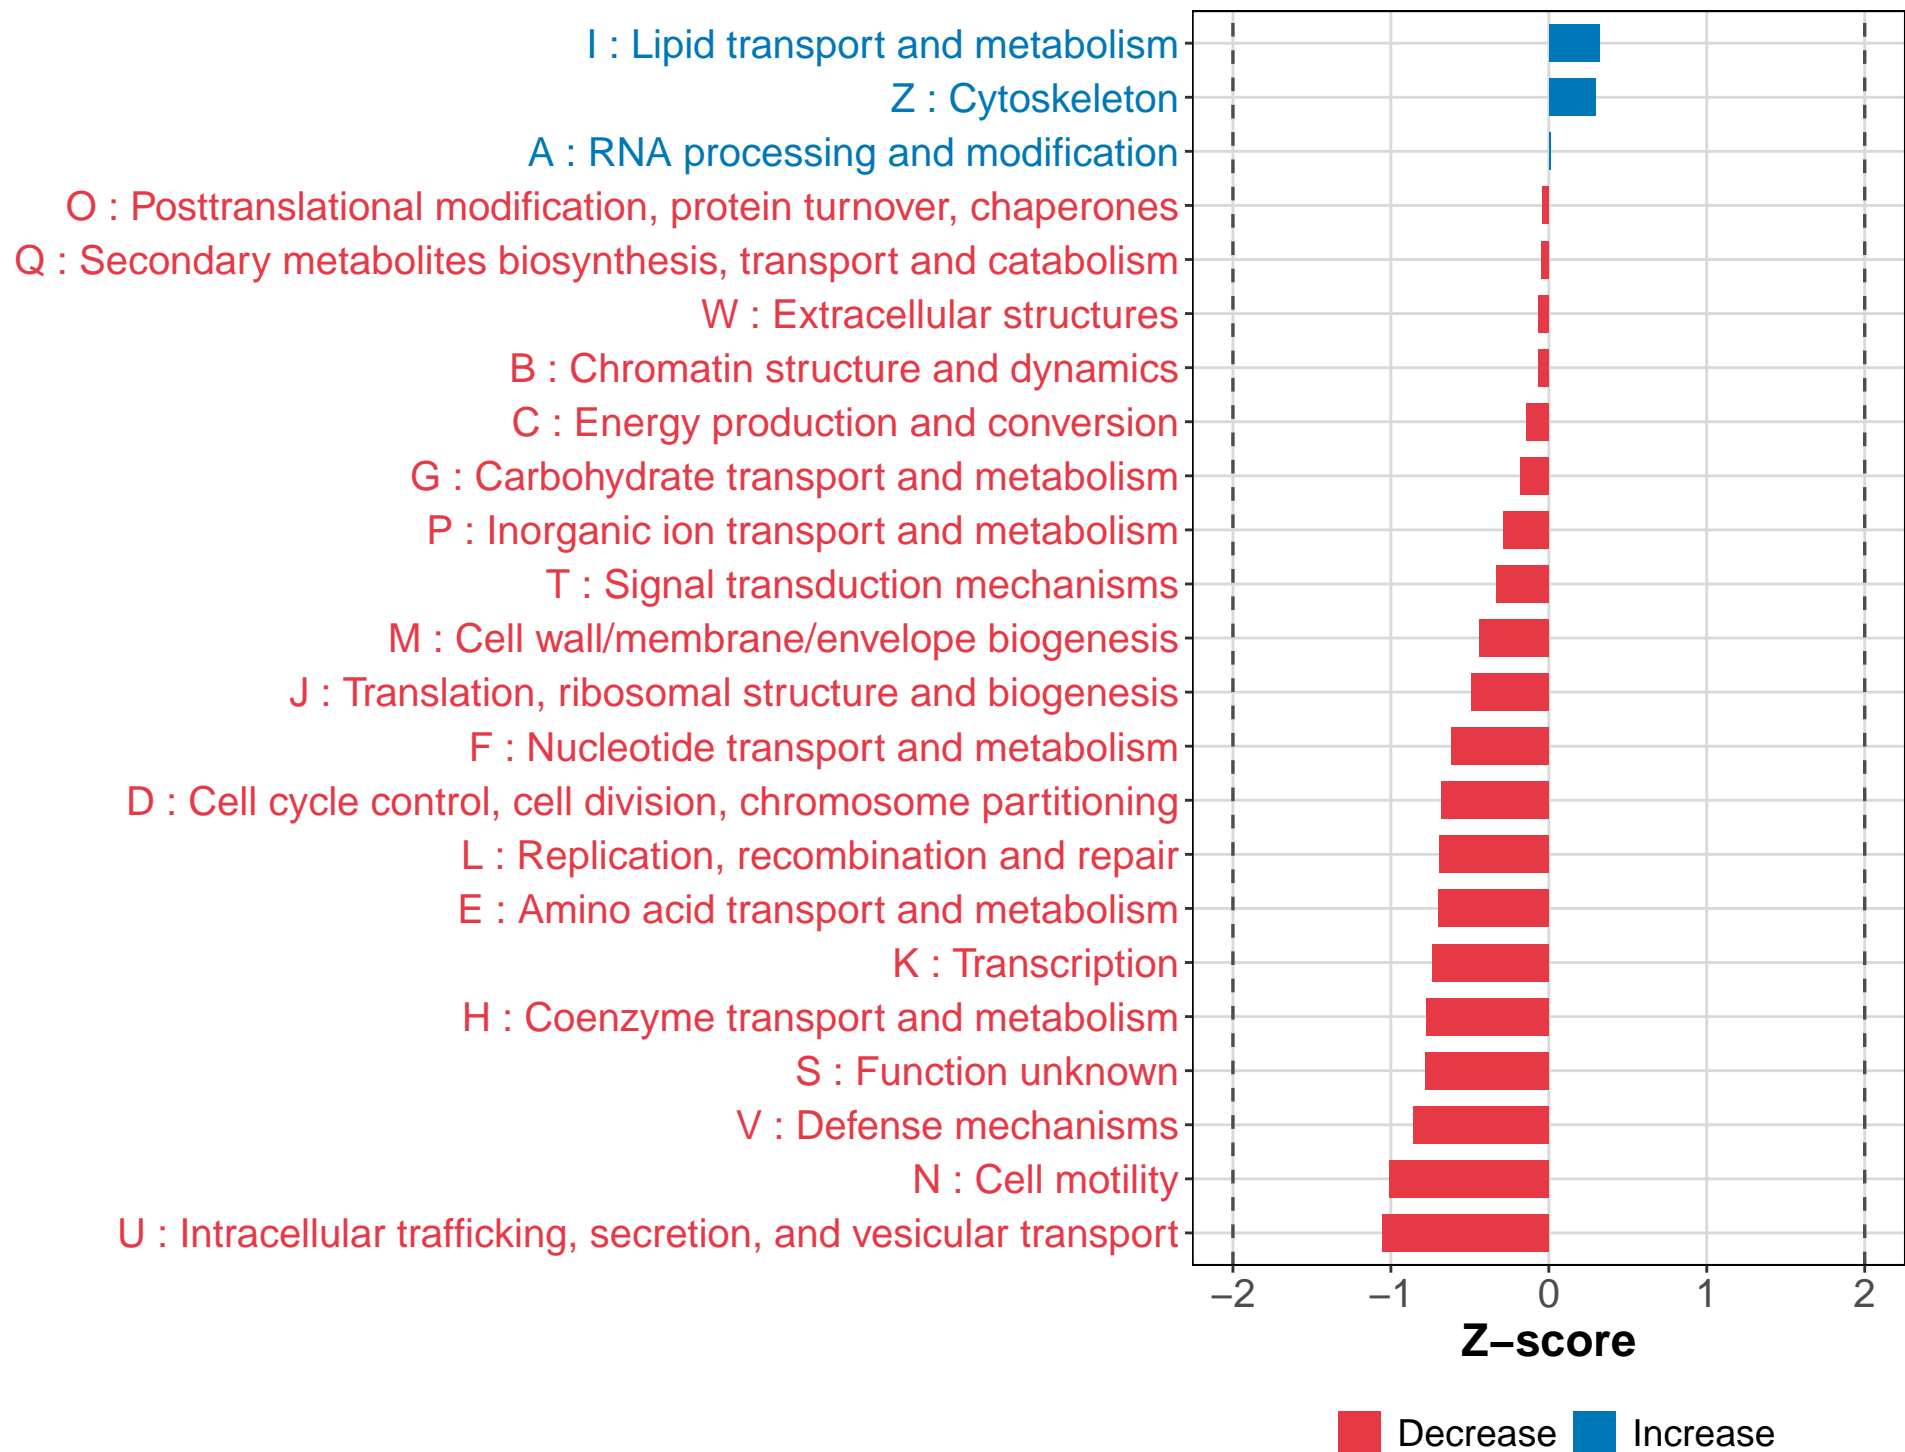 I : Lipid transport and metabolism
Z : Cytoskeleton
A : RNA processing and modification
O : Posttranslational modification, protein turnover, chaperones
Q : Secondary metabolites biosynthesis, transport and catabolism
W : Extracellular structures
B : Chromatin structure and dynamics
C : Energy production and conversion
G : Carbohydrate transport and metabolism
P : Inorganic ion transport and metabolism
T : Signal transduction mechanisms
M : Cell wall/membrane/envelope biogenesis
J : Translation, ribosomal structure and biogenesis
F : Nucleotide transport and metabolism
D : Cell cycle control, cell division, chromosome partitioning
L : Replication, recombination and repair
E : Amino acid transport and metabolism
K : Transcription
H : Coenzyme transport and metabolism
S : Function unknown
V : Defense mechanisms
N : Cell motility
U : Intracellular trafficking, secretion, and vesicular transport
−2 −1 0 1 2
Z−score
Decrease Increase